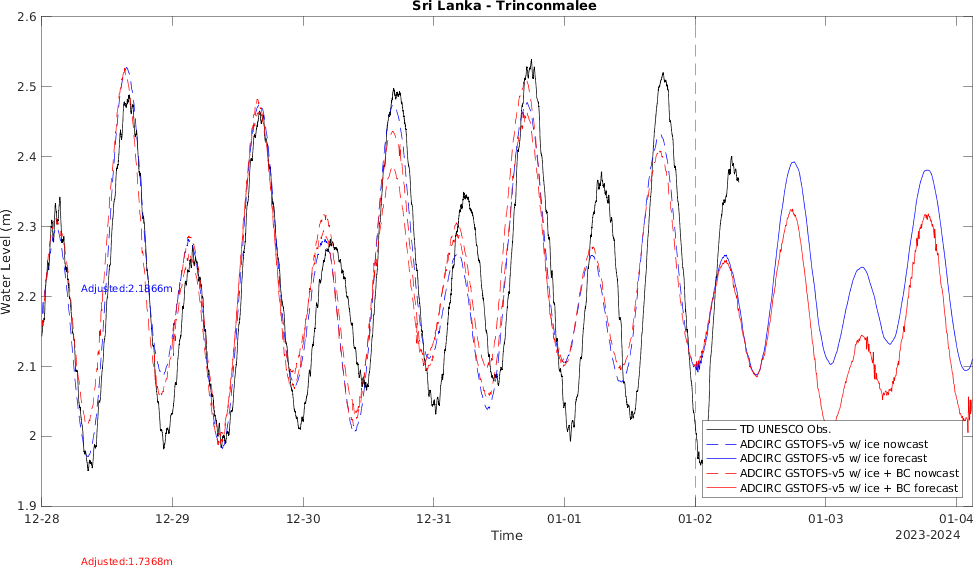 Sri Lanka - Trinconmalee
2.6
2.5
2.4
2.3
2.2
2.1
2
1.9
Water Level (m)
Adjusted:2.1866m
TD UNESCO Obs.
ADCIRC GSTOFS-v5 w/ ice nowcast
ADCIRC GSTOFS-v5 w/ ice forecast
ADCIRC GSTOFS-v5 w/ ice + BC nowcast
ADCIRC GSTOFS-v5 w/ ice + BC forecast
12-28 12-29 12-30 12-31 01-01 01-02 01-03 01-04
Time
2023-2024
Adjusted:1.7368m